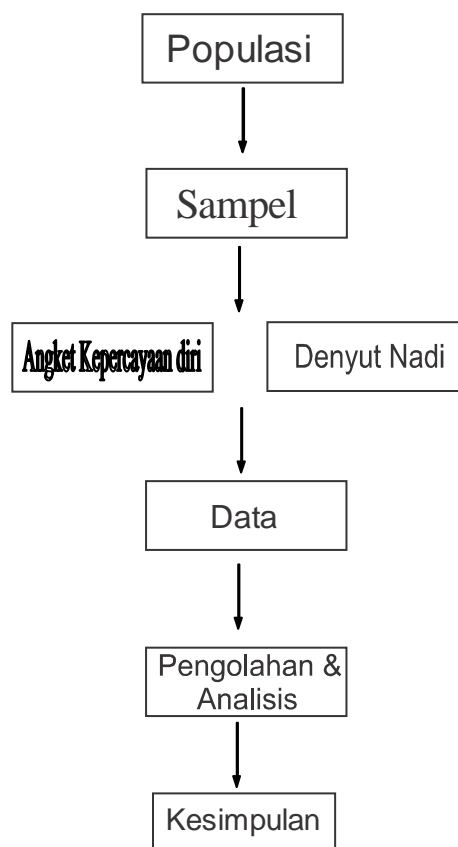 Populasi
Sampel
Angket Kepercayaan diri
Denyut Nadi
Data
Pengolahan &
Analisis
Kesimpulan